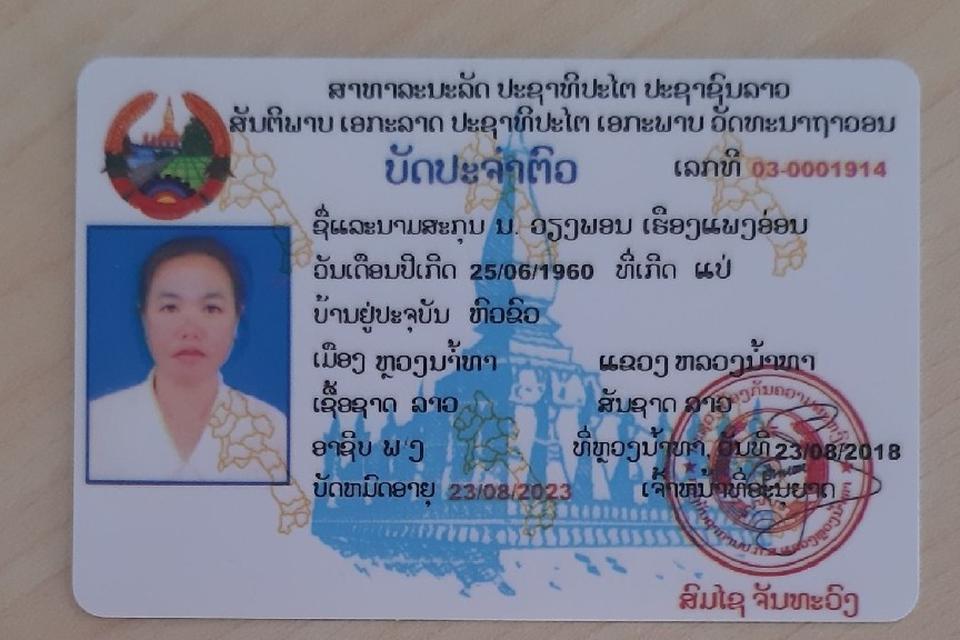 ສາທາລະນະລັດ ປະຊາທິປະໄຕ ປະຊາຊົນລາວ
ສັນຕິພາບ ເອກະລາດ ປະຊາທິປະໄຕ ເອກະພາບ ວັດທະນາຖາວອນ
ບັດປະຈຳຕົວ
ເລກທີ 03-0001914
ຊື່ແລະນາມສະກຸນ ນ. ວຽງພອນ ເຮືອງແພງອ່ອນ
ວັນເດືອນປີເກີດ 25/06/1960 ທີ່ເກີດ ແປ່
ບ້ານຢູ່ປະຈຸບັນ ຫົວຂົວ
ເມືອງ ຫຼວງນ້ຳທາ ແຂວງ ຫລວງນ້ຳທາ
ເຊື້ອຊາດ ລາວ ສັນຊາດ ລາວ
ອາຊີບ ພ/ງ ທີ່ຫຼວງນ້ຳທາ, ວັນທີ 23/08/2018
ບັດຫມົດອາຍຸ 23/08/2023 ເຈົ້າຫນ້າທີ່ອະນຸຍາດ
ສົມໄຊ ຈັນທະວົງ